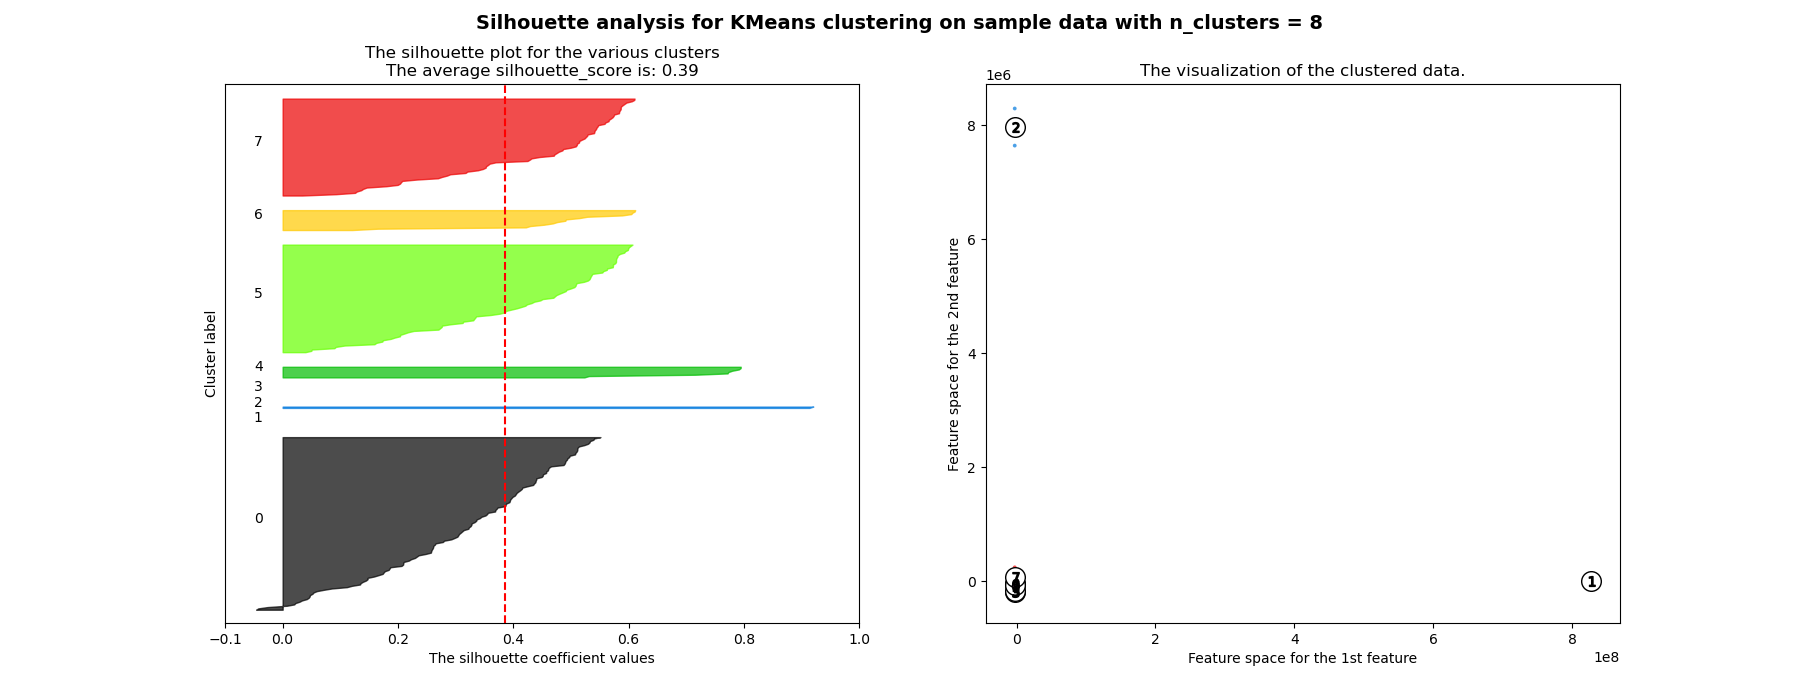 Silhouette analysis for KMeans clustering on sample data with n_clusters = 8
The silhouette plot for the various clusters
The average silhouette_score is: 0.39
7
6
5
4
3
2
1
0
Cluster label
−0.1 0.0 0.2 0.4 0.6 0.8 1.0
The silhouette coefficient values
The visualization of the clustered data.
1e6
8
6
4
2
0
Feature space for the 2nd feature
2
7
1
0 2 4 6 8
1e8
Feature space for the 1st feature